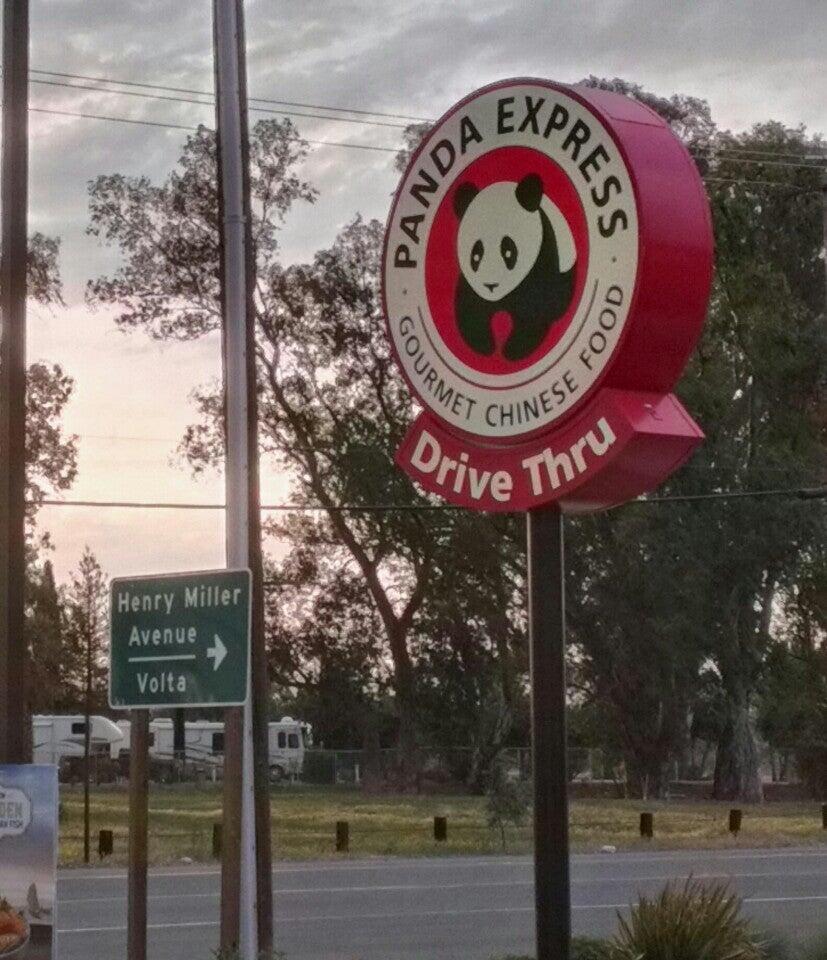 PANDA EXPRESS
GOURMET CHINESE FOOD
Drive Thru
Henry Miller
Avenue
Volta